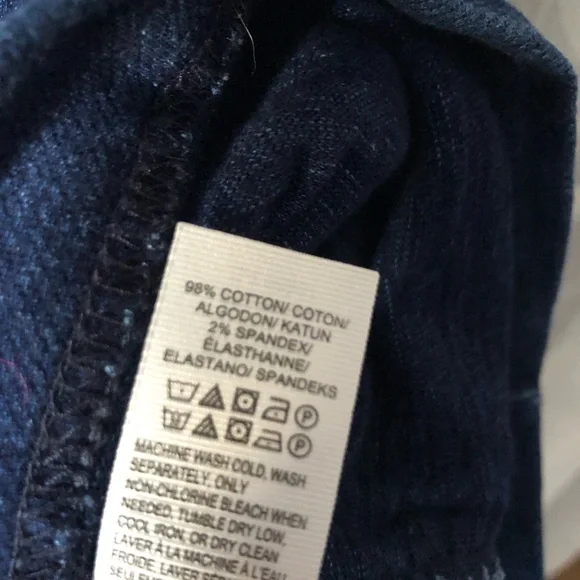 98% COTTON/ COTON/
ALGODON/ KATUN
2% SPANDEX/
ÉLASTHANNE/
ELASTANO/ SPANDEKS
P
P
MACHINE WASH COLD, WASH
SEPARATELY, ONLY
NON-CHLORINE BLEACH WHEN
NEEDED, TUMBLE DRY LOW,
COOL IRON, OR DRY CLEAN
LAVER À LA MACHINE À L'EAU
FROIDE, LAVER
SEULEMENT